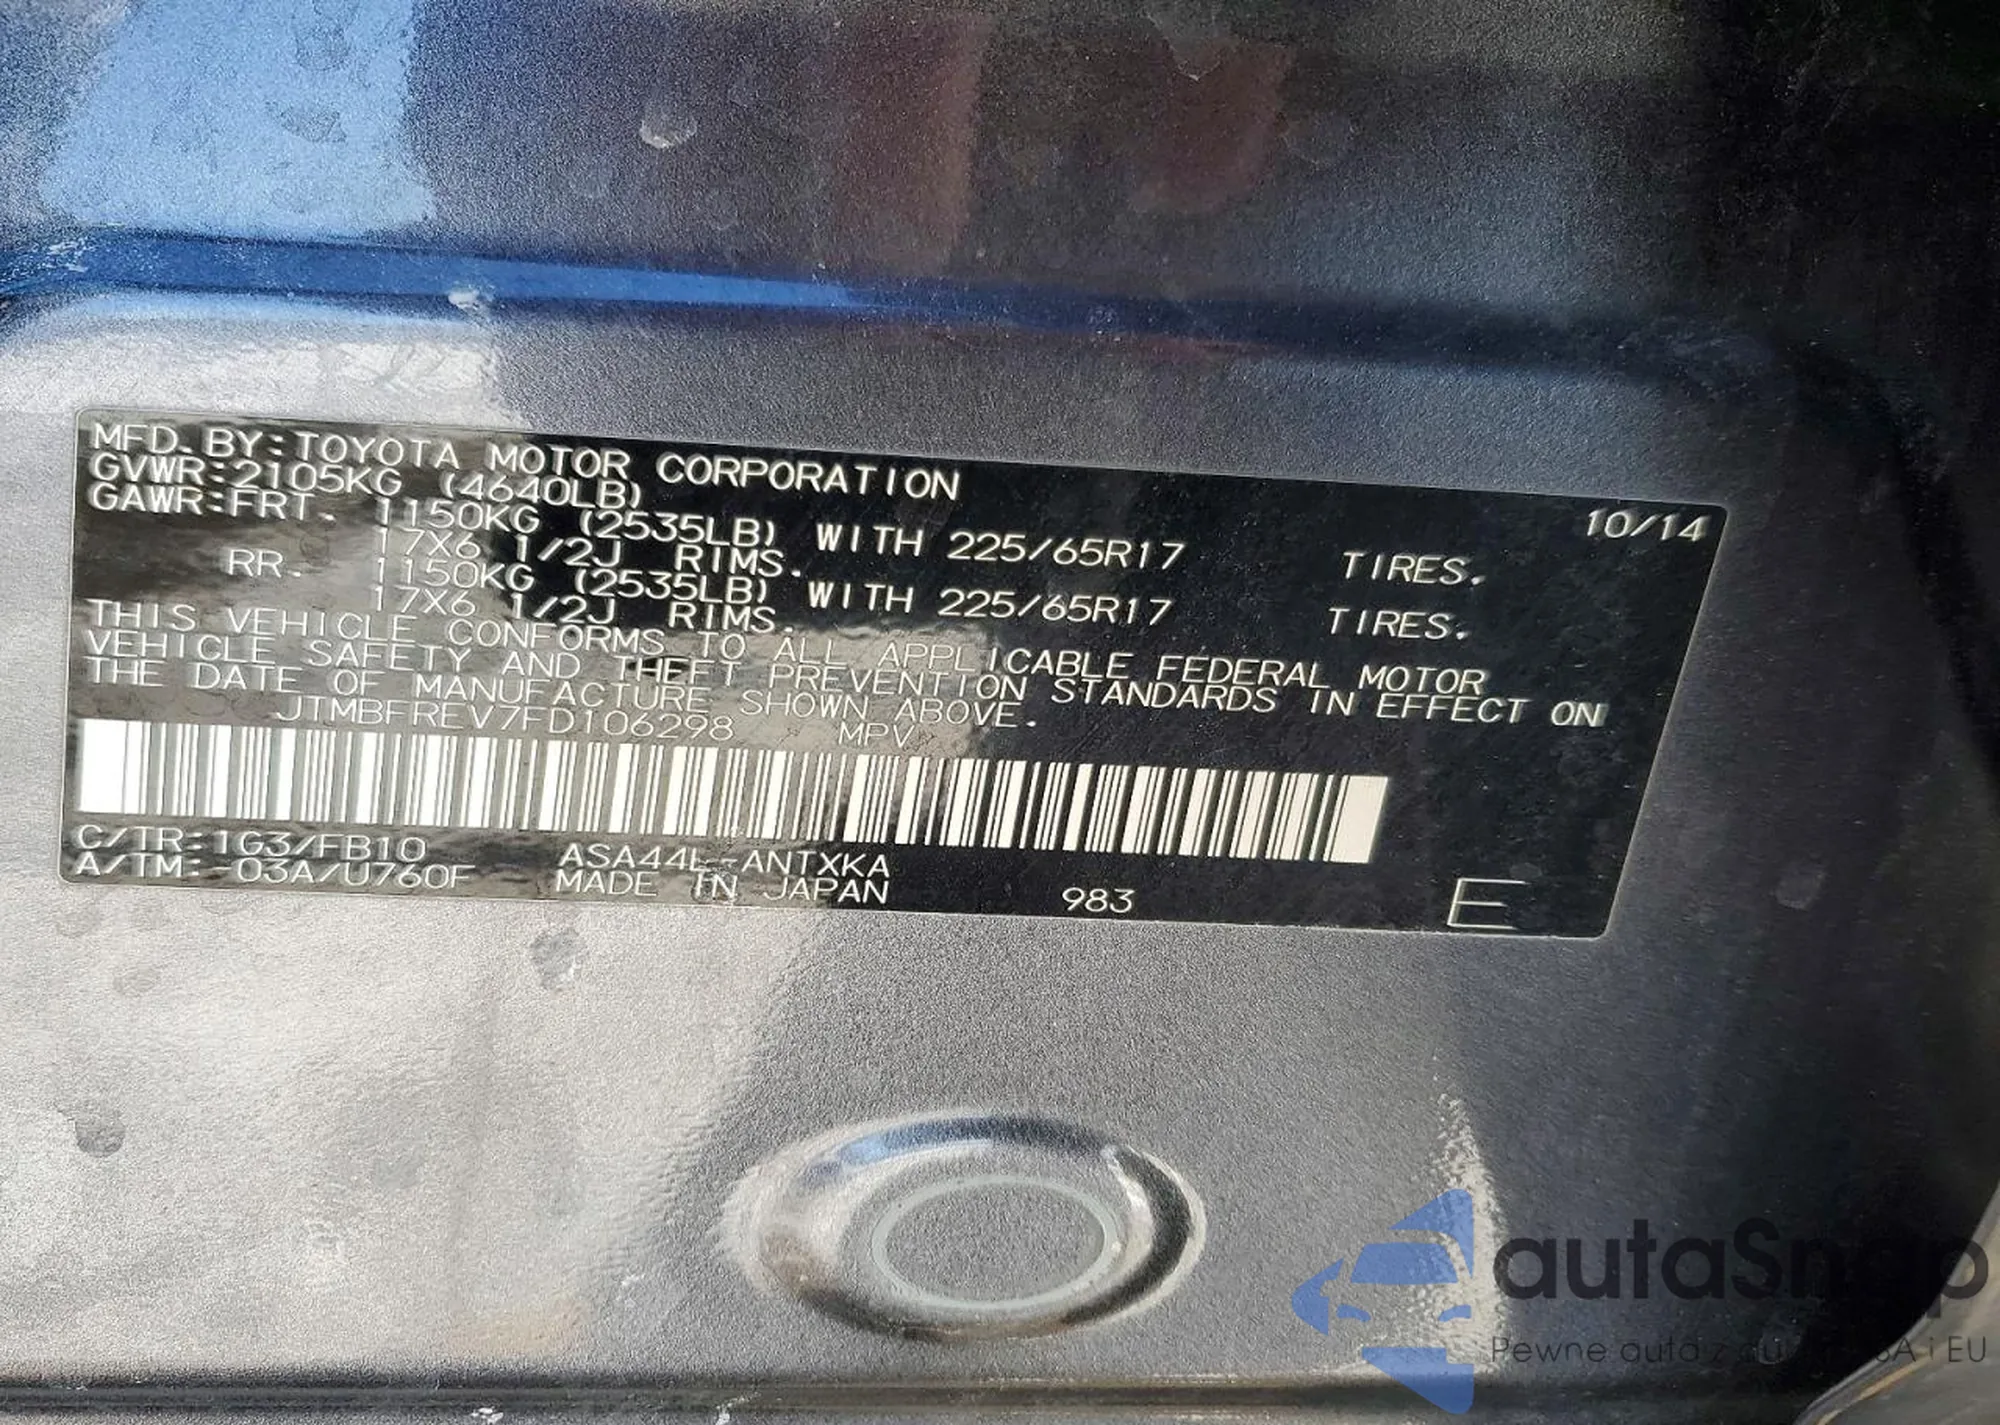 MFD. BY:TOYOTA MOTOR CORPORATION 10/14
GVWR:2105KG (4640LB)
GAWR:FRT. 1150KG (2535LB) WITH 225/65R17 TIRES.
17X6 1/2J RIMS.
RR. 1150KG (2535LB) WITH 225/65R17 TIRES.
17X6 1/2J RIMS.
THIS VEHICLE CONFORMS TO ALL APPLICABLE FEDERAL MOTOR
VEHICLE SAFETY AND THEFT PREVENTION STANDARDS IN EFFECT ON
THE DATE OF MANUFACTURE SHOWN ABOVE.
JTMBFREV7FD106298 MPV
C/TR:1G3/FB10 ASA44L-ANTXKA
A/TM:-03A/U760F MADE IN JAPAN 983 E
autaSnap
Pewne auta z i EU